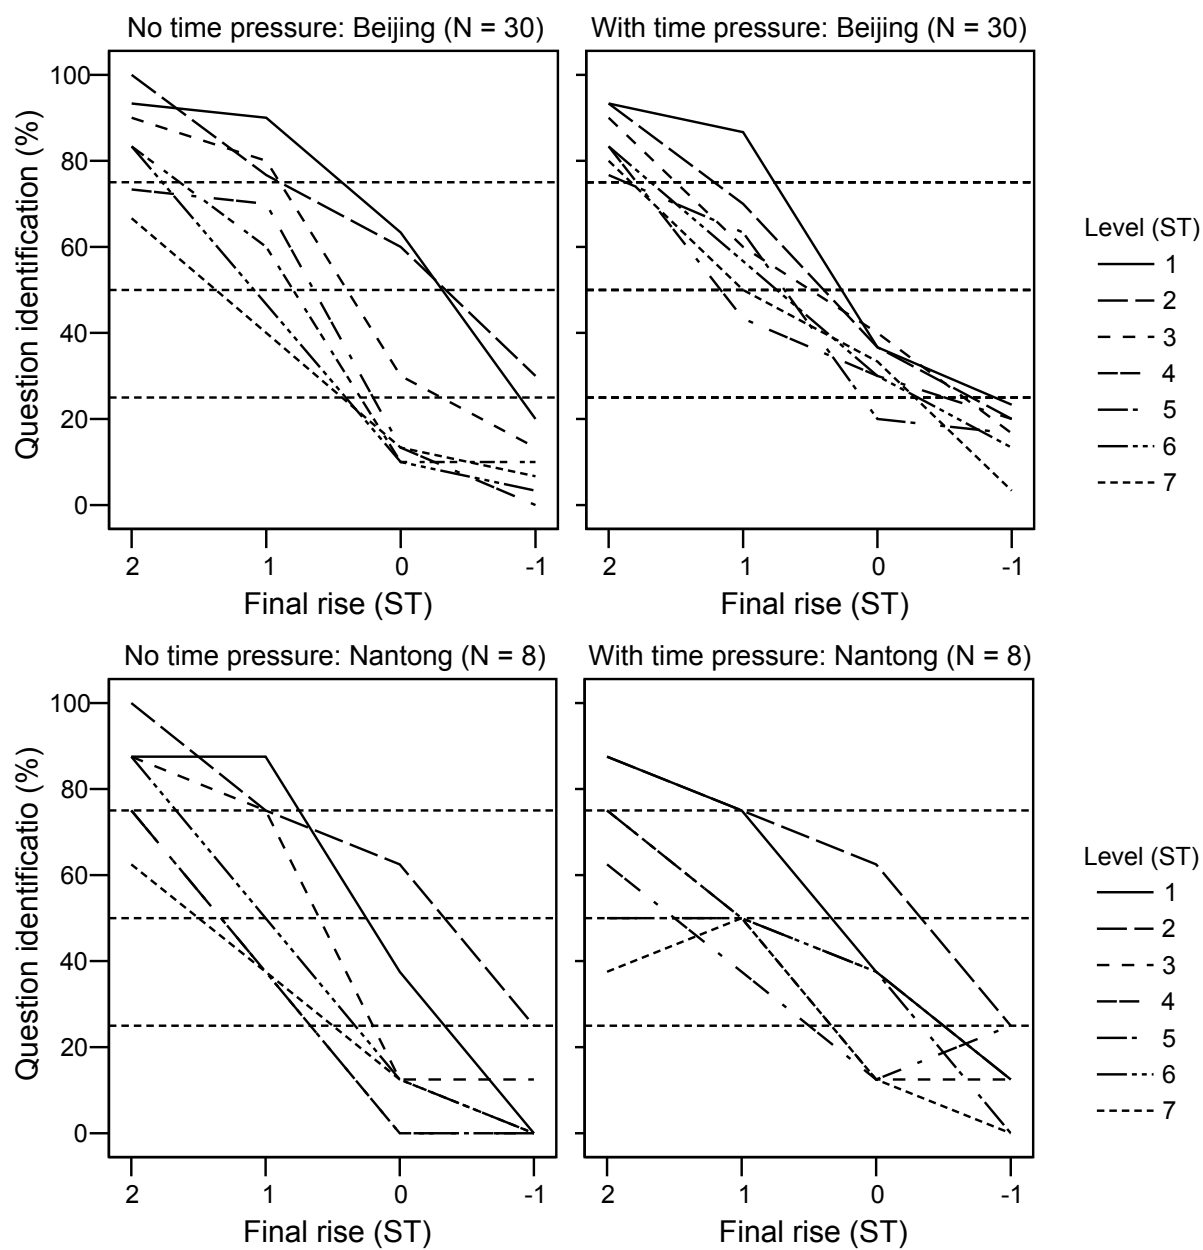 No time pressure: Beijing (N = 30)
With time pressure: Beijing (N = 30)
Question identification (%)
100
80
60
40
20
0
2 1 0 -1
2 1 0 -1
Final rise (ST)
Final rise (ST)
Level (ST)
1
2
3
4
5
6
7
No time pressure: Nantong (N = 8)
With time pressure: Nantong (N = 8)
Question identificatio (%)
100
80
60
40
20
0
2 1 0 -1
2 1 0 -1
Final rise (ST)
Final rise (ST)
Level (ST)
1
2
3
4
5
6
7